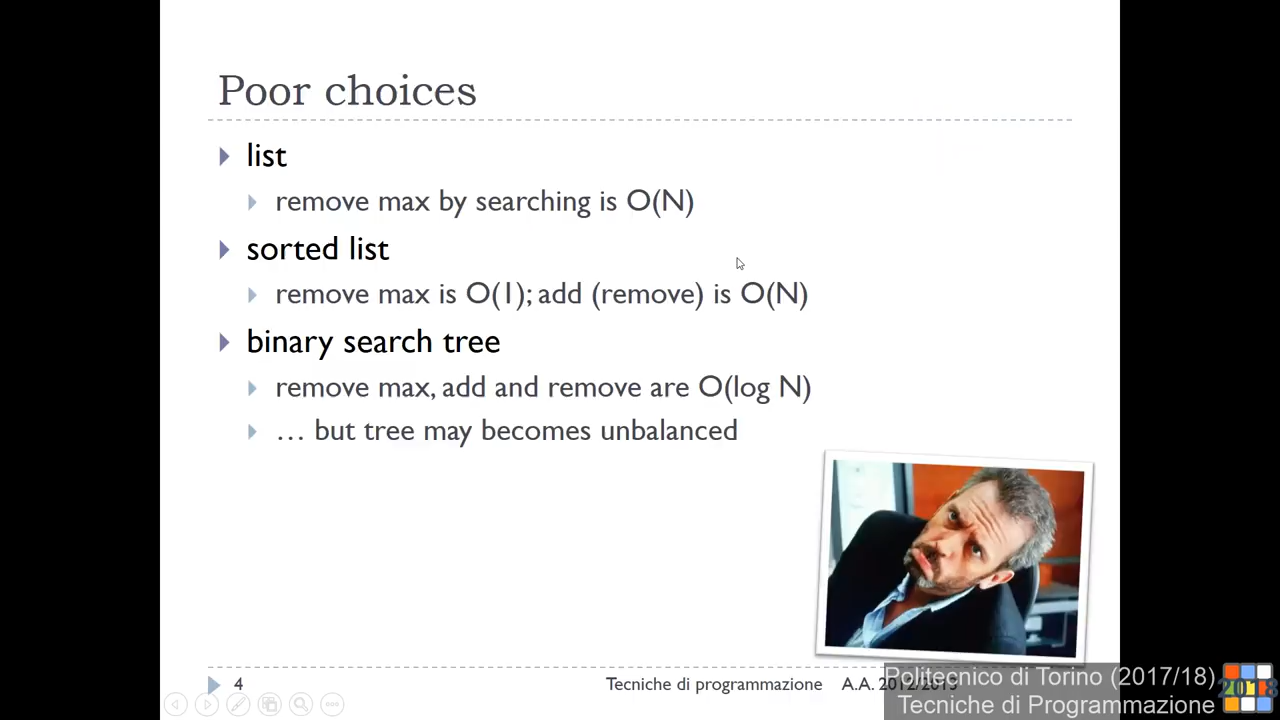 Poor choices
list
remove max by searching is O(N)
sorted list
remove max is O(1); add (remove) is O(N)
binary search tree
remove max, add and remove are O(log N)
… but tree may becomes unbalanced
4
Tecniche di programmazione A.A. 2012/2013
Politecnico di Torino (2017/18)
Tecniche di Programmazione
2018